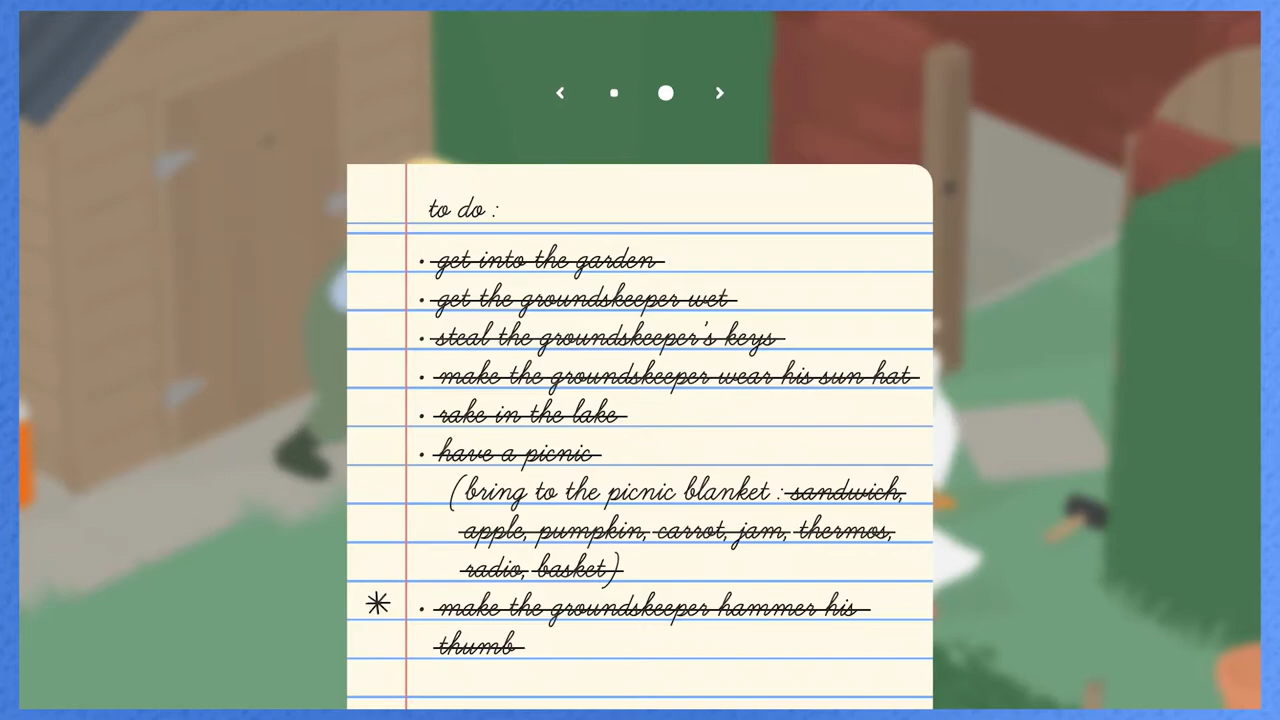 to do :
• get into the garden
• get the groundskeeper wet
• steal the groundskeeper's keys
• make the groundskeeper wear his sun hat
• rake in the lake
• have a picnic
(bring to the picnic blanket : sandwich,
apple, pumpkin, carrot, jam, thermos,
radio, basket)
• make the groundskeeper hammer his
thumb